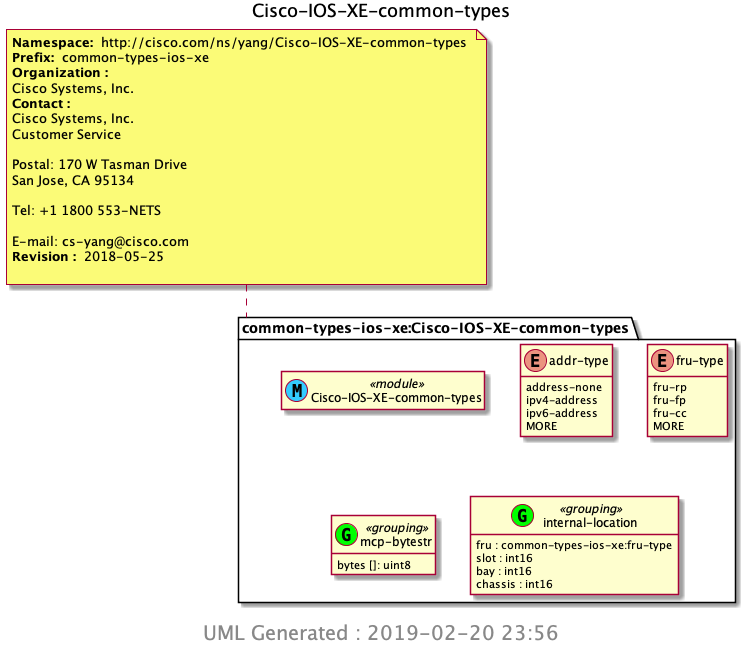 Cisco-IOS-XE-common-types
Namespace: http://cisco.com/ns/yang/Cisco-IOS-XE-common-types
Prefix: common-types-ios-xe
Organization :
Cisco Systems, Inc.
Contact :
Cisco Systems, Inc.
Customer Service
Postal: 170 W Tasman Drive
San Jose, CA 95134
Tel: +1 1800 553-NETS
E-mail: cs-yang@cisco.com
Revision : 2018-05-25
common-types-ios-xe:Cisco-IOS-XE-common-types
M
«module»
Cisco-IOS-XE-common-types
E addr-type
address-none
ipv4-address
ipv6-address
MORE
E fru-type
fru-rp
fru-fp
fru-cc
MORE
G
«grouping»
mcp-bytestr
bytes []: uint8
G
«grouping»
internal-location
fru : common-types-ios-xe:fru-type
slot : int16
bay : int16
chassis : int16
UML Generated : 2019-02-20 23:56